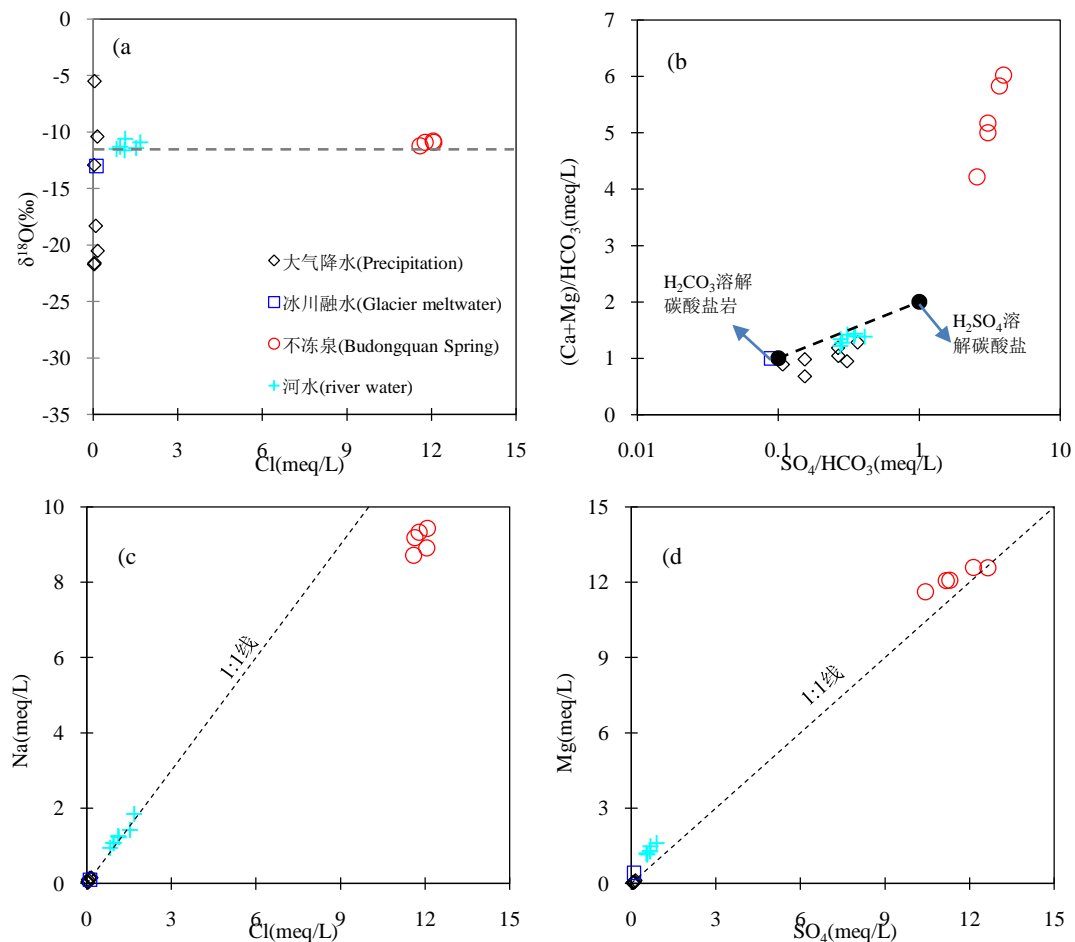 (a
0
-5
-10
-15
-20
-25
-30
-35
δ¹⁸O(‰)
0
3
6
9
12
15
Cl(meq/L)
大气降水(Precipitation)
冰川融水(Glacier meltwater)
不冻泉(Budongquan Spring)
河水(river water)
(b
7
6
5
4
3
2
1
0
((Ca+Mg)/HCO₃(meq/L)
0.01
0.1
1
10
SO₄/HCO₃(meq/L)
H₂CO₃溶解
碳酸盐岩
H₂SO₄溶
解碳酸盐
(c
10
8
6
4
2
0
Na(meq/L)
1:1线
0
3
6
9
12
15
Cl(meq/L)
(d
15
12
9
6
3
0
Mg(meq/L)
1:1线
0
3
6
9
12
15
SO₄(meq/L)